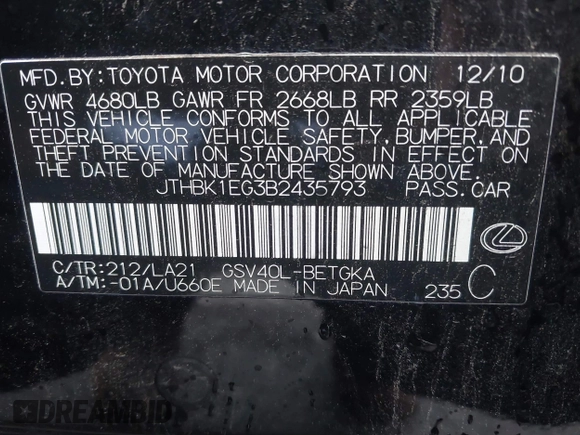 MFD.BY:TOYOTA MOTOR CORPORATION 12/10
GVWR 4680LB GAWR FR 2668LB RR 2359LB
THIS VEHICLE CONFORMS TO ALL APPLICABLE
FEDERAL MOTOR VEHICLE SAFETY,BUMPER,AND
THEFT PREVENTION STANDARDS IN EFFECT ON
THE DATE OF MANUFACTURE SHOWN ABOVE.
JTHBK1EG3B2435793 PASS.CAR
C/TR:212/LA21 GSV40L-BETGKA
A/TM:-01A/U660E MADE IN JAPAN 235 C
DREAMBID